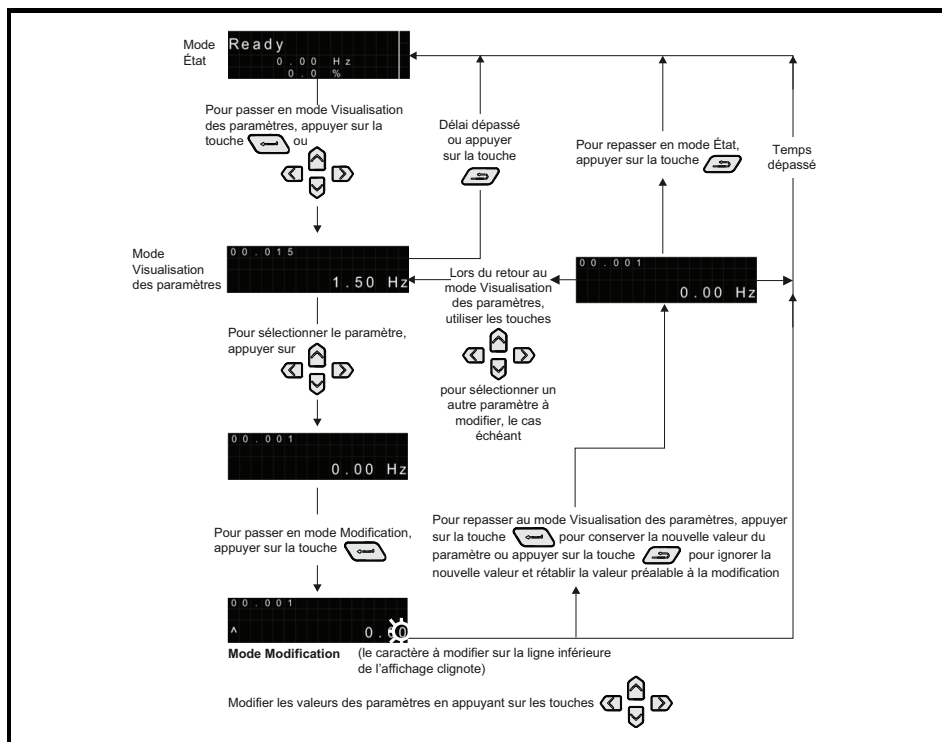 Mode
État
Ready
0.00 Hz
0.0 %
Pour passer en mode Visualisation
des paramètres, appuyer sur la
touche ou
Délai dépassé
ou appuyer
sur la touche
Pour repasser en mode État,
appuyer sur la touche
Temps
dépassé
Mode
Visualisation
des paramètres
00.015
1.50 Hz
Lors du retour au
mode Visualisation
des paramètres,
utiliser les touches
pour sélectionner un
autre paramètre à
modifier, le cas
échéant
00.001
0.00 Hz
Pour sélectionner le paramètre,
appuyer sur
00.001
0.00 Hz
Pour passer en mode Modification,
appuyer sur la touche
Pour repasser au mode Visualisation des paramètres, appuyer
sur la touche pour conserver la nouvelle valeur du
paramètre ou appuyer sur la touche pour ignorer la
nouvelle valeur et rétablir la valeur préalable à la modification
00.001
^ 0.00
Mode Modification (le caractère à modifier sur la ligne inférieure
de l'affichage clignote)
Modifier les valeurs des paramètres en appuyant sur les touches